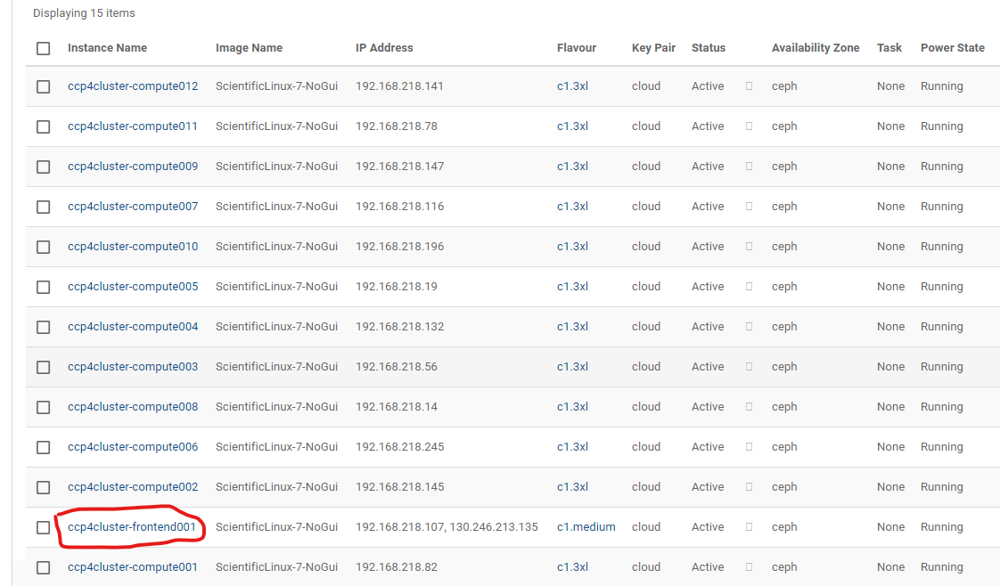 Displaying 15 items
Instance Name Image Name IP Address Flavour Key Pair Status Availability Zone Task Power State
ccp4cluster-compute012 ScientificLinux-7-NoGui 192.168.218.141 c1.3xl cloud Active ceph None Running
ccp4cluster-compute011 ScientificLinux-7-NoGui 192.168.218.78 c1.3xl cloud Active ceph None Running
ccp4cluster-compute009 ScientificLinux-7-NoGui 192.168.218.147 c1.3xl cloud Active ceph None Running
ccp4cluster-compute007 ScientificLinux-7-NoGui 192.168.218.116 c1.3xl cloud Active ceph None Running
ccp4cluster-compute010 ScientificLinux-7-NoGui 192.168.218.196 c1.3xl cloud Active ceph None Running
ccp4cluster-compute005 ScientificLinux-7-NoGui 192.168.218.19 c1.3xl cloud Active ceph None Running
ccp4cluster-compute004 ScientificLinux-7-NoGui 192.168.218.132 c1.3xl cloud Active ceph None Running
ccp4cluster-compute003 ScientificLinux-7-NoGui 192.168.218.56 c1.3xl cloud Active ceph None Running
ccp4cluster-compute008 ScientificLinux-7-NoGui 192.168.218.14 c1.3xl cloud Active ceph None Running
ccp4cluster-compute006 ScientificLinux-7-NoGui 192.168.218.245 c1.3xl cloud Active ceph None Running
ccp4cluster-compute002 ScientificLinux-7-NoGui 192.168.218.145 c1.3xl cloud Active ceph None Running
ccp4cluster-frontend001 ScientificLinux-7-NoGui 192.168.218.107, 130.246.213.135 c1.medium cloud Active ceph None Running
ccp4cluster-compute001 ScientificLinux-7-NoGui 192.168.218.82 c1.3xl cloud Active ceph None Running